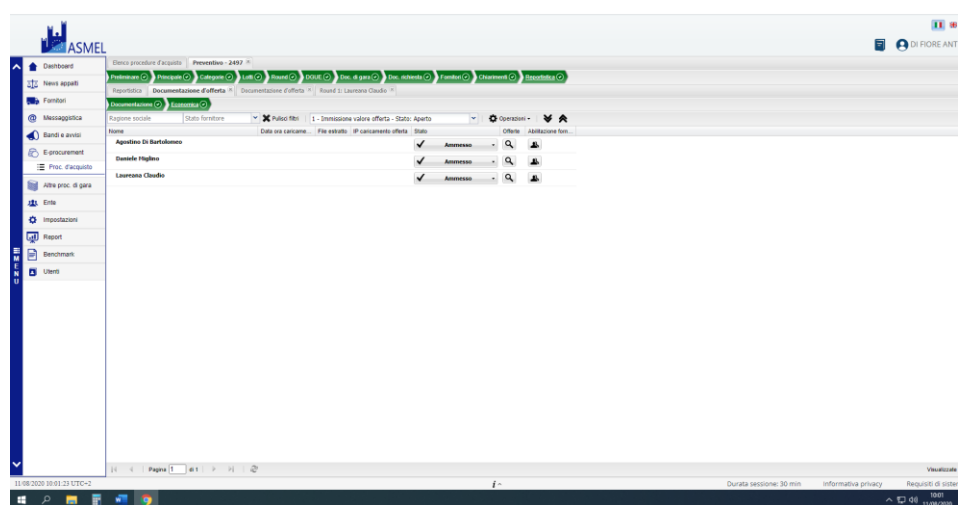 ASMEL
DI FIORE ANT
Dashboard
News appalti
Fornitori
Messaggistica
Bandi e avvisi
E-procurement
Proc. d'acquisto
Altre proc. di gara
Ente
Impostazioni
Report
Benchmark
Utenti
MENU
Elenco procedure d'acquisto Preventivo - 2497
Preliminare Principale Categorie Lotti Round DGUE Doc. di gara Doc. richiesta Fornitori Chiarimenti Reportistica
Reportistica Documentazione d'offerta Documentazione d'offerta Round 1: Laureana Claudio
Documentazione Economica
Ragione sociale Stato fornitore Pulisci filtri 1 - Immissione valore offerta - Stato: Aperto Operazioni
Nome Data ora caricame... File estratto IP caricamento offerta Stato Offerte Abilitazione forn...
Agostino Di Bartolomeo Ammesso
Daniele Miglino Ammesso
Laureana Claudio Ammesso
Pagina 1 di 1 Visualizzate
11/08/2020 10:01:23 UTC+2 Durata sessione: 30 min Informativa privacy Requisiti di sister
10:01
11/08/2020